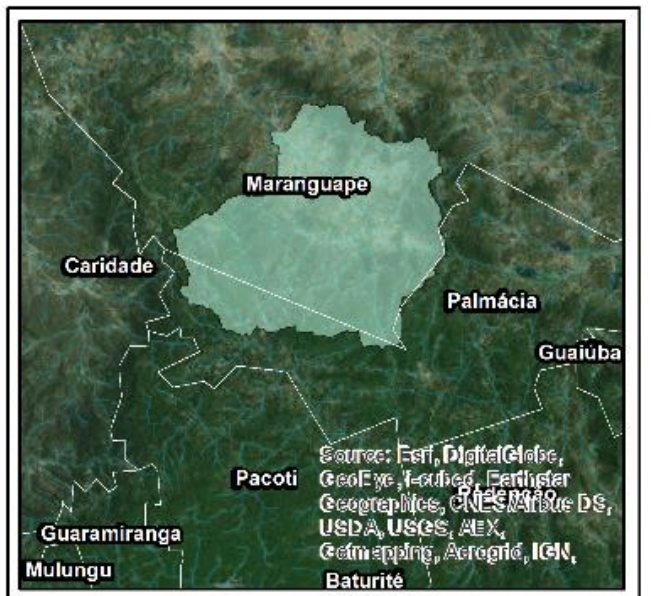 Maranguape
Caridade
Palmácia
Guaiúba
Pacoti
Source: Esri, DigitalGlobe,
GeoEye, i-cubed, Earthstar
Geographics, CNES/Airbus DS,
Redenção
USDA, USGS, AEX,
Getmapping, Aerogrid, IGN,
Guaramiranga
Mulungu
Baturité